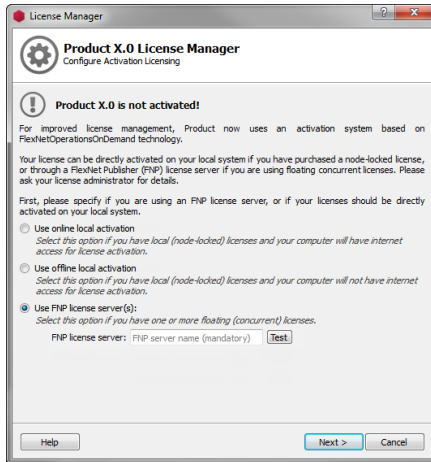 License Manager
Product X.0 License Manager
Configure Activation Licensing
Product X.0 is not activated!
For improved license management, Product now uses an activation system based on
FlexNetOperationsOnDemand technology.
Your license can be directly activated on your local system if you have purchased a node-locked license,
or through a FlexNet Publisher (FNP) license server if you are using floating concurrent licenses. Please
ask your license administrator for details.
First, please specify if you are using an FNP license server, or if your licenses should be directly
activated on your local system.
Use online local activation
Select this option if you have local (node-locked) licenses and your computer will have internet
access for license activation.
Use offline local activation
Select this option if you have local (node-locked) licenses and your computer will not have internet
access for license activation.
Use FNP license server(s):
Select this option if you have one or more floating (concurrent) licenses.
FNP license server: FNP server name (mandatory) Test
Help Next > Cancel